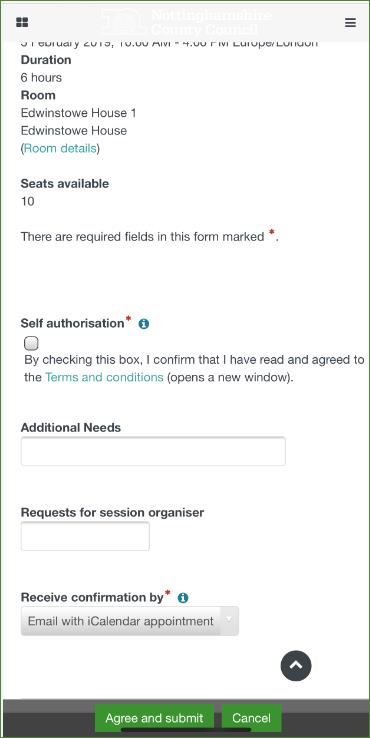 Nottinghamshire
County Council
5 February 2019, 10:00 AM - 4:00 PM Europe/London
Duration
6 hours
Room
Edwinstowe House 1
Edwinstowe House
(Room details)
Seats available
10
There are required fields in this form marked *.
Self authorisation*
By checking this box, I confirm that I have read and agreed to
the Terms and conditions (opens a new window).
Additional Needs
Requests for session organiser
Receive confirmation by*
Email with iCalendar appointment
Agree and submit Cancel